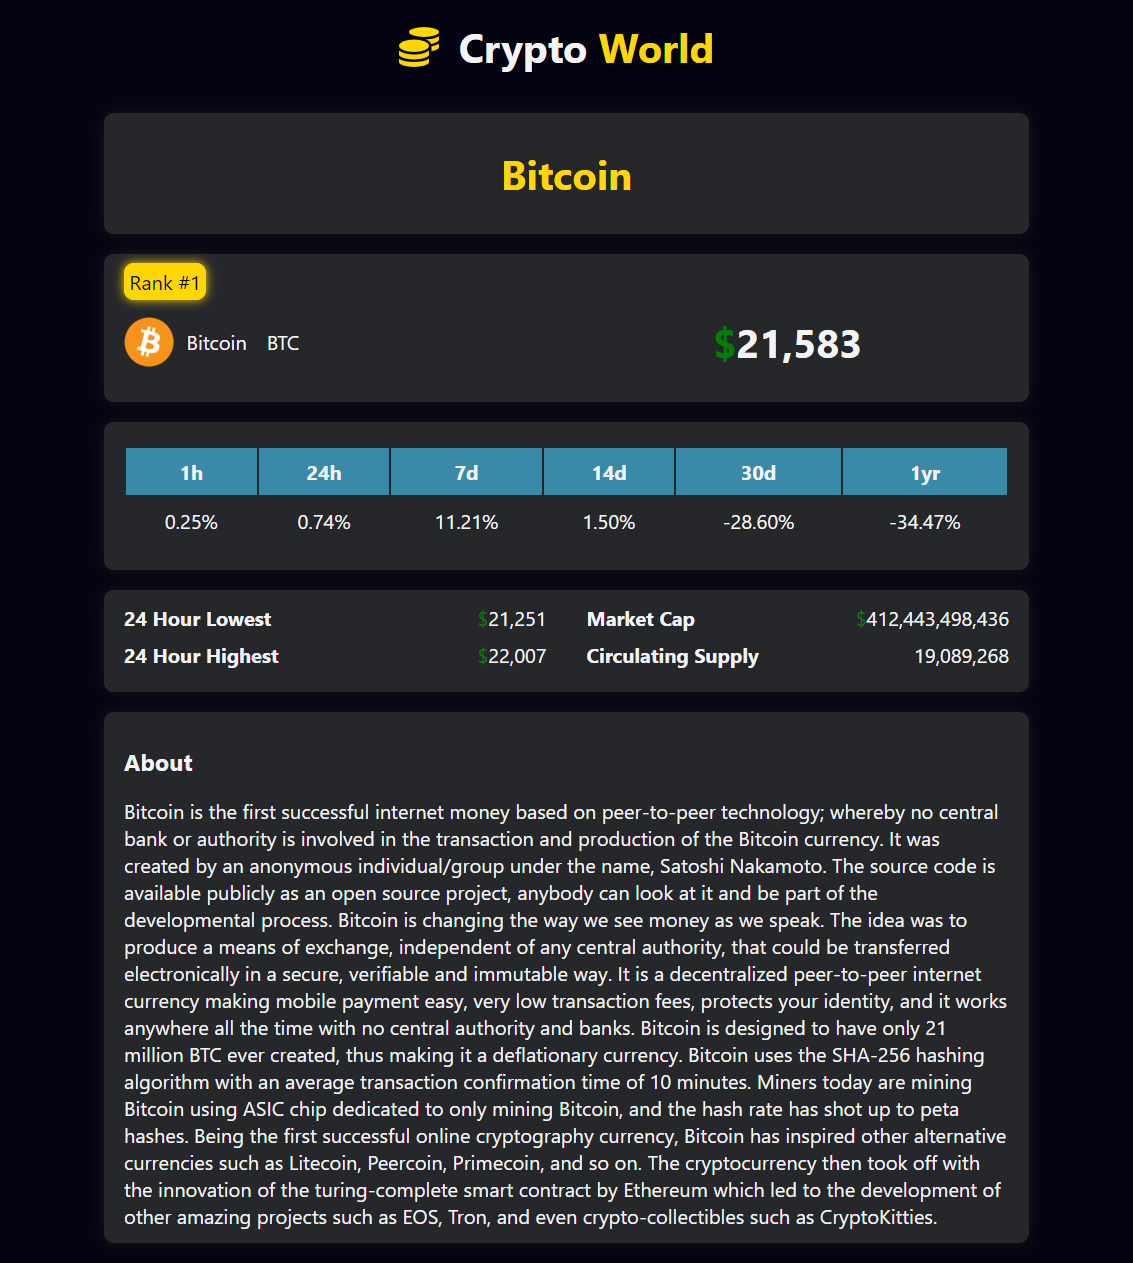 Crypto World
Bitcoin
Rank #1
Bitcoin BTC
$21,583
1h 24h 7d 14d 30d 1yr
0.25% 0.74% 11.21% 1.50% -28.60% -34.47%
24 Hour Lowest $21,251 Market Cap $412,443,498,436
24 Hour Highest $22,007 Circulating Supply 19,089,268
About
Bitcoin is the first successful internet money based on peer-to-peer technology; whereby no central
bank or authority is involved in the transaction and production of the Bitcoin currency. It was
created by an anonymous individual/group under the name, Satoshi Nakamoto. The source code is
available publicly as an open source project, anybody can look at it and be part of the
developmental process. Bitcoin is changing the way we see money as we speak. The idea was to
produce a means of exchange, independent of any central authority, that could be transferred
electronically in a secure, verifiable and immutable way. It is a decentralized peer-to-peer internet
currency making mobile payment easy, very low transaction fees, protects your identity, and it works
anywhere all the time with no central authority and banks. Bitcoin is designed to have only 21
million BTC ever created, thus making it a deflationary currency. Bitcoin uses the SHA-256 hashing
algorithm with an average transaction confirmation time of 10 minutes. Miners today are mining
Bitcoin using ASIC chip dedicated to only mining Bitcoin, and the hash rate has shot up to peta
hashes. Being the first successful online cryptography currency, Bitcoin has inspired other alternative
currencies such as Litecoin, Peercoin, Primecoin, and so on. The cryptocurrency then took off with
the innovation of the turing-complete smart contract by Ethereum which led to the development of
other amazing projects such as EOS, Tron, and even crypto-collectibles such as CryptoKitties.